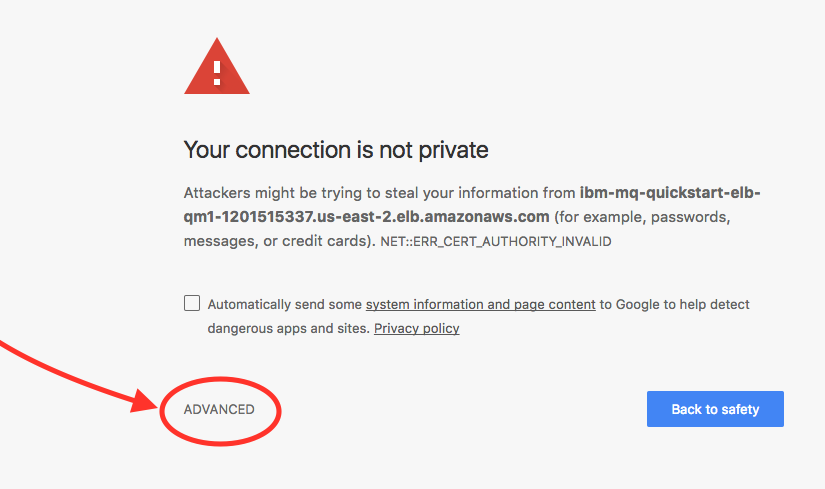 Your connection is not private
Attackers might be trying to steal your information from ibm-mq-quickstart-elb-
qm1-1201515337.us-east-2.elb.amazonaws.com (for example, passwords,
messages, or credit cards). NET::ERR_CERT_AUTHORITY_INVALID
Automatically send some system information and page content to Google to help detect
dangerous apps and sites. Privacy policy
ADVANCED
Back to safety